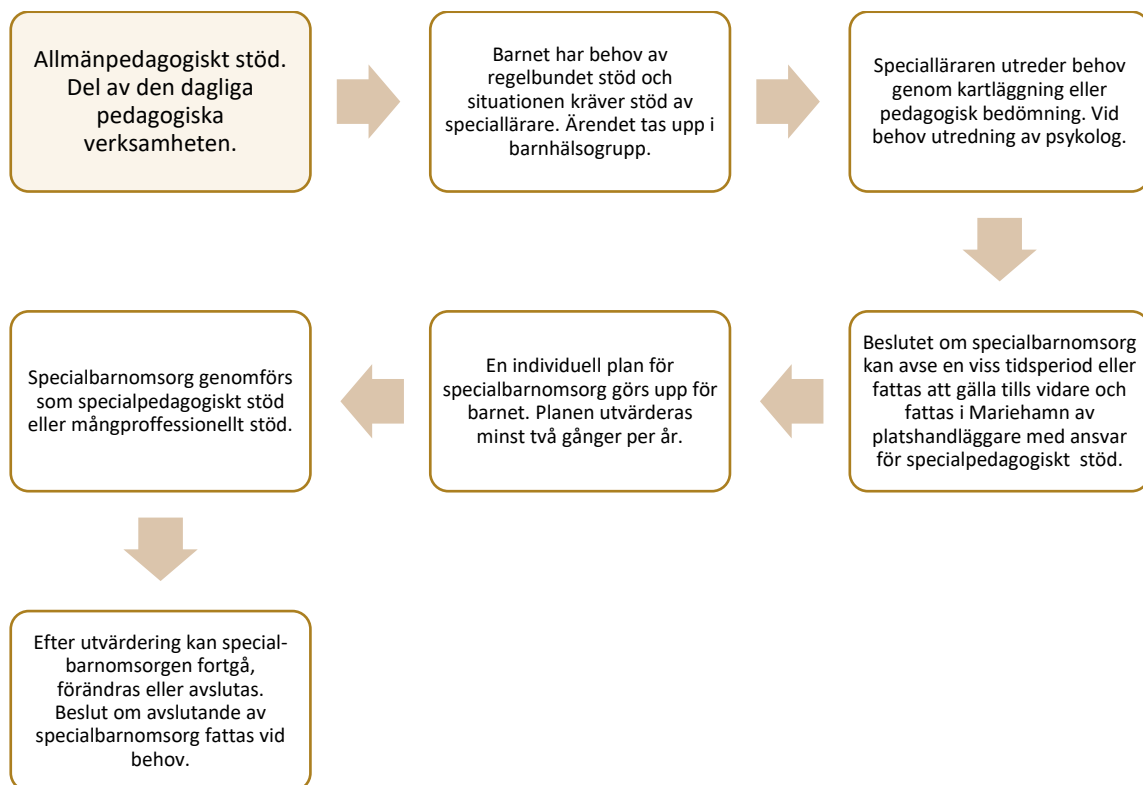 Allmänpedagogiskt stöd.
Del av den dagliga
pedagogiska
verksamheten.
Barnet har behov av
regelbundet stöd och
situationen kräver stöd av
speciallärare. Ärendet tas upp i
barnhälsogrupp.
Specialläraren utreder behov
genom kartläggning eller
pedagogisk bedömning. Vid
behov utredning av psykolog.
Beslutet om specialbarnomsorg
kan avse en viss tidsperiod eller
fattas att gälla tills vidare och
fattas i Mariehamn av
platshandläggare med ansvar
för specialpedagogiskt  stöd.
En individuell plan för
specialbarnomsorg görs upp för
barnet. Planen utvärderas
minst två gånger per år.
Specialbarnomsorg genomförs
som specialpedagogiskt stöd
eller mångproffessionellt stöd.
Efter utvärdering kan special-
barnomsorgen fortgå,
förändras eller avslutas.
Beslut om avslutande av
specialbarnomsorg fattas vid
behov.